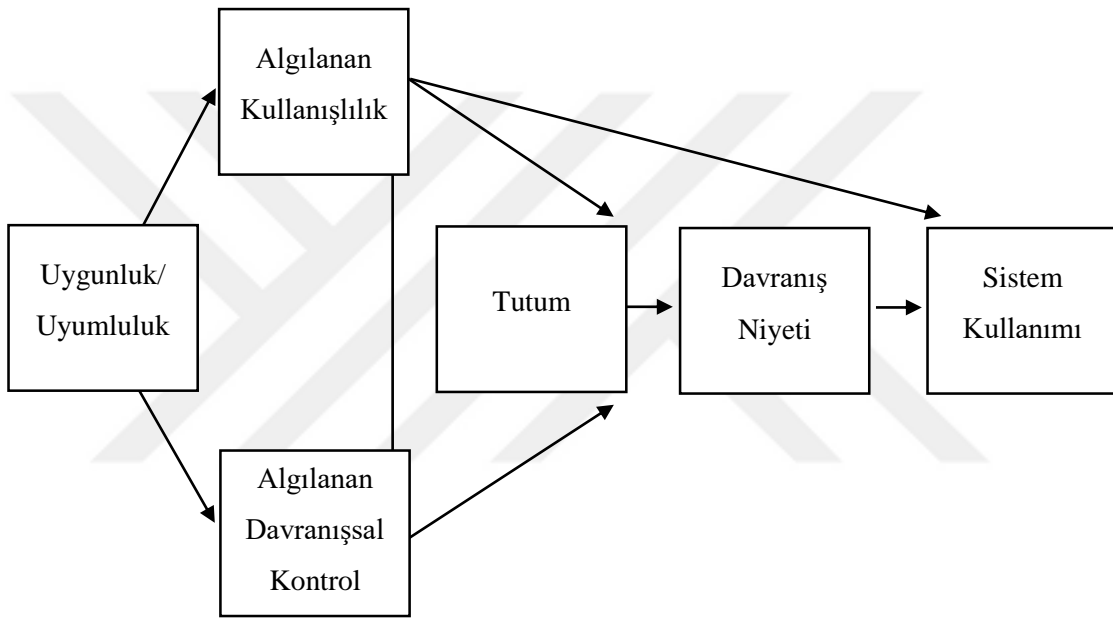 Algılanan
Kullanışlılık
Uygunluk/
Uyumluluk
Tutum
Davranış
Niyeti
Sistem
Kullanımı
Algılanan
Davranışsal
Kontrol